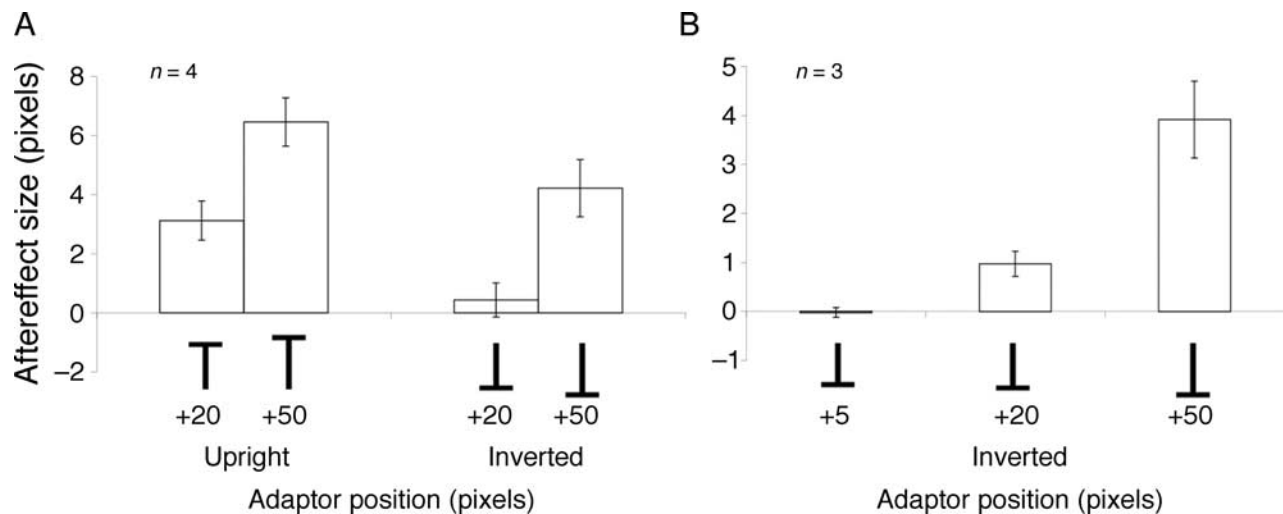 A
n = 4
Aftereffect size (pixels)
8
6
4
2
0
–2
+20 +50 +20 +50
Upright Inverted
Adaptor position (pixels)
B
n = 3
5
4
3
2
1
0
–1
+5 +20 +50
Inverted
Adaptor position (pixels)